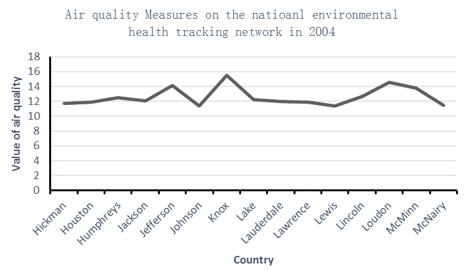 Air quality Measures on the natioanl environmental
health tracking network in 2004
18
16
14
12
10
8
6
4
2
0
Value of air quality
Hickman
Houston
Humphreys
Jackson
Jefferson
Johnson
Knox
Lake
Lauderdale
Lawrence
Lewis
Lincoln
Loudon
McMinn
McNairy
Country